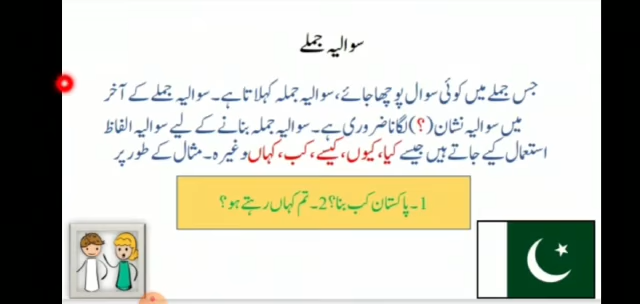 سوالیہ جملے
جس جملے میں کوئی سوال پوچھا جائے، سوالیہ جملہ کہلاتا ہے۔ سوالیہ جملے کے آخر
میں سوالیہ نشان (؟) لگانا ضروری ہے۔ سوالیہ جملہ بنانے کے لیے سوالیہ الفاظ
استعمال کیے جاتے ہیں جیسے کیا، کیوں، کیسے، کب، کہاں وغیرہ۔ مثال کے طور پر
1۔ پاکستان کب بنا؟ 2۔ تم کہاں رہتے ہو؟